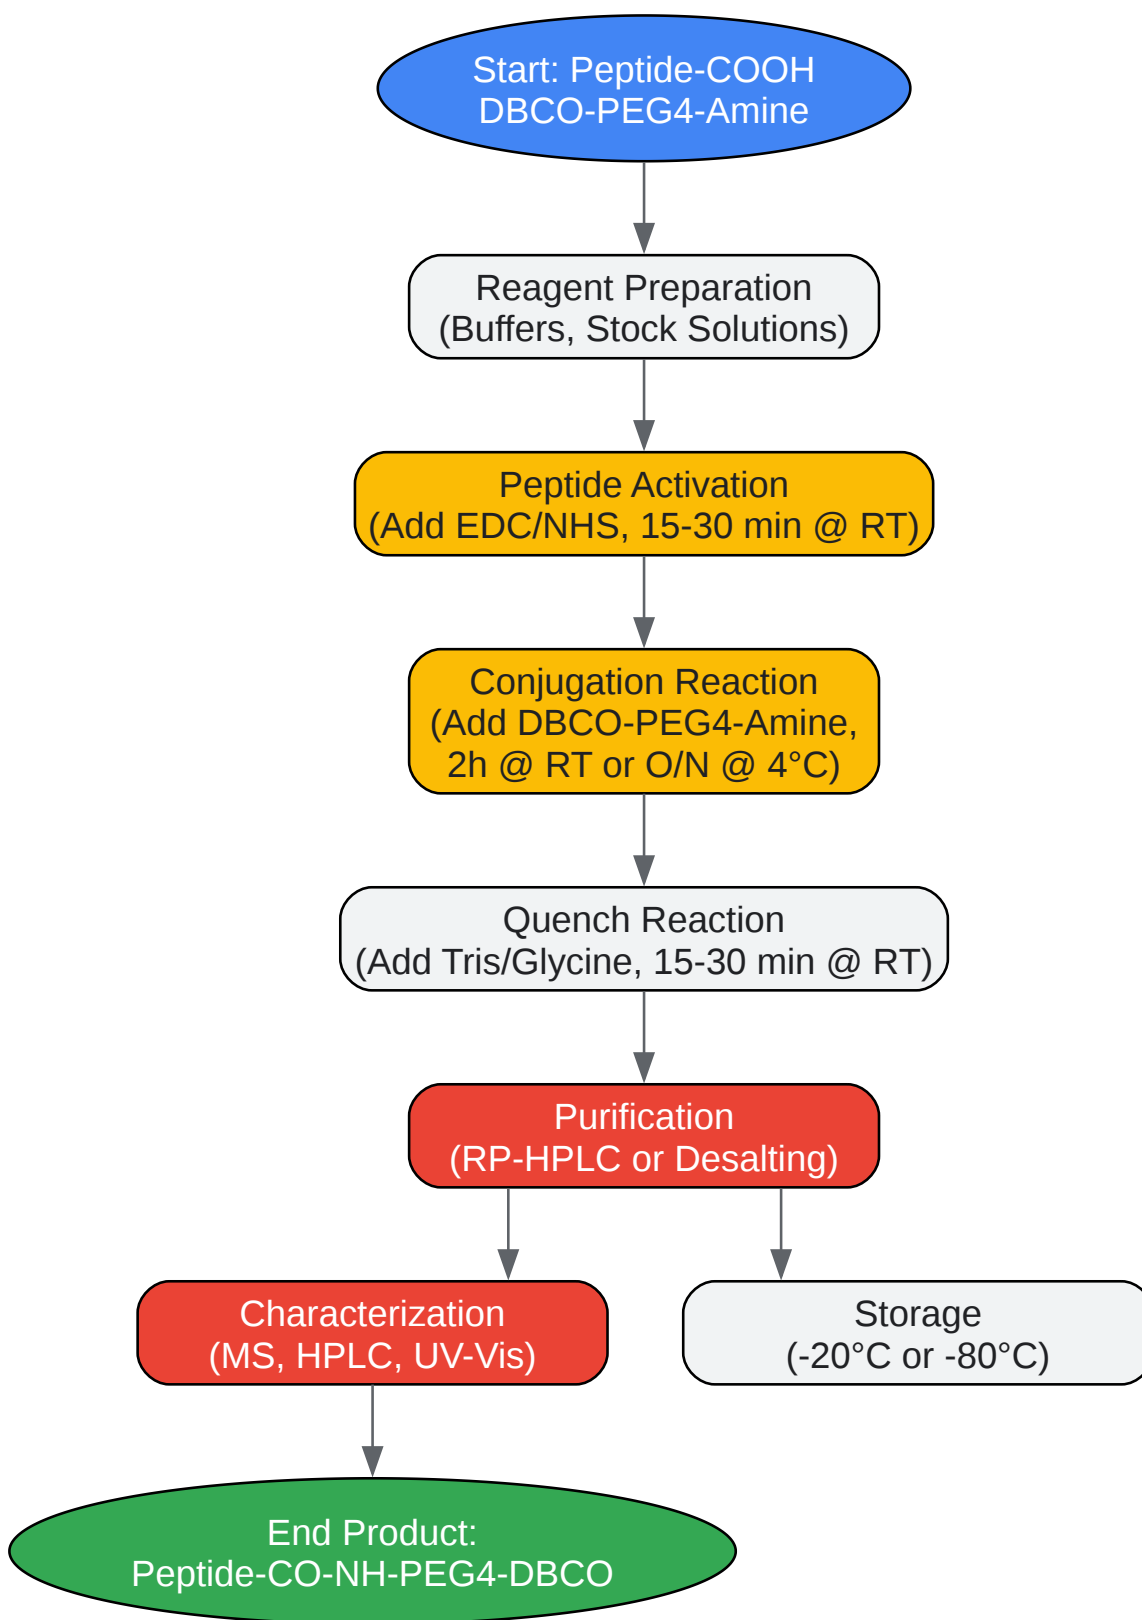 Start: Peptide-COOH
DBCO-PEG4-Amine
Reagent Preparation
(Buffers, Stock Solutions)
Peptide Activation
(Add EDC/NHS, 15-30 min @ RT)
Conjugation Reaction
(Add DBCO-PEG4-Amine,
2h @ RT or O/N @ 4°C)
Quench Reaction
(Add Tris/Glycine, 15-30 min @ RT)
Purification
(RP-HPLC or Desalting)
Characterization
(MS, HPLC, UV-Vis)
Storage
(-20°C or -80°C)
End Product:
Peptide-CO-NH-PEG4-DBCO